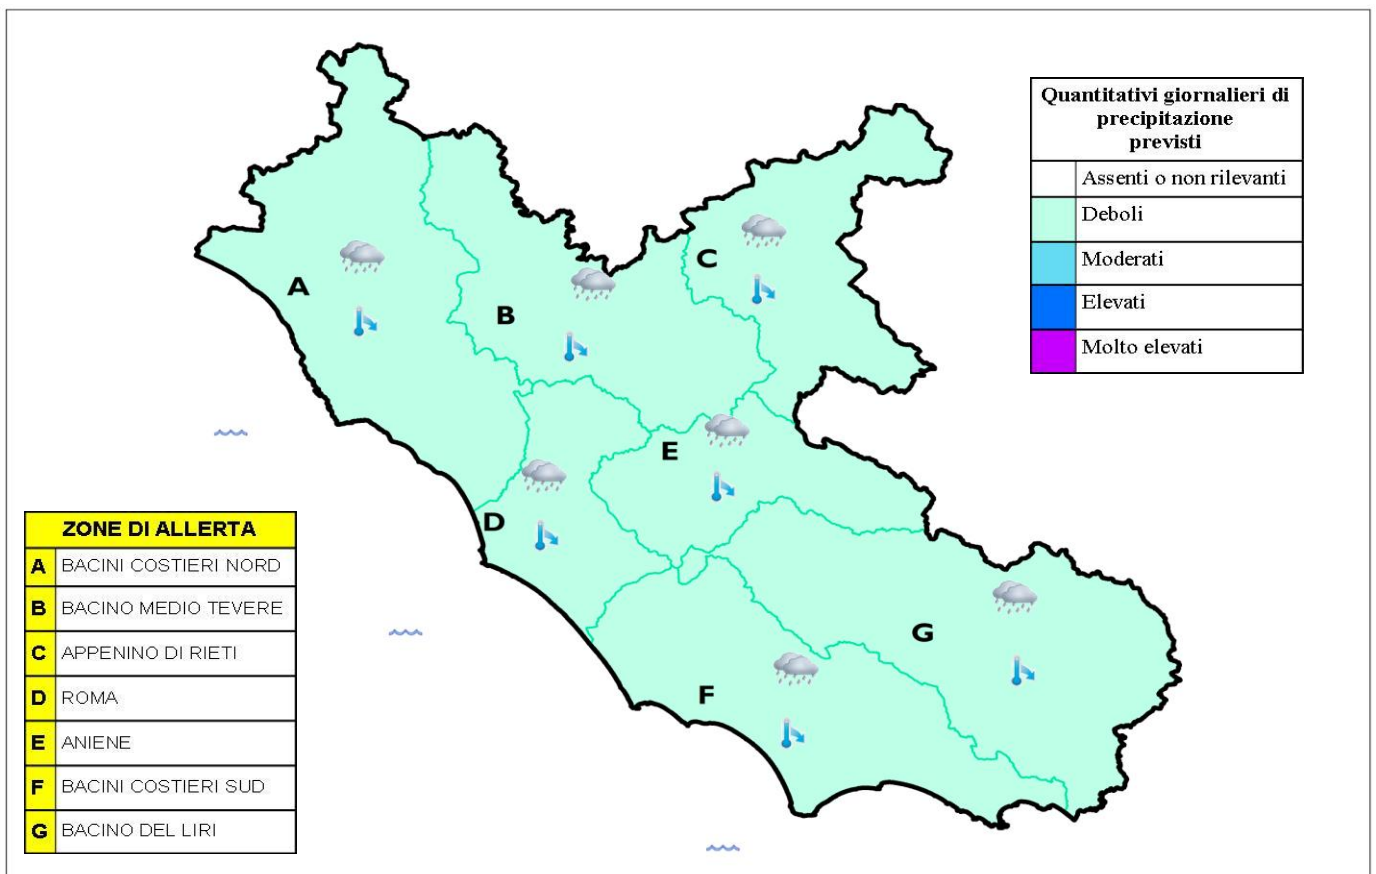 Quantitativi giornalieri di
precipitazione
previsti
Assenti o non rilevanti
Deboli
Moderati
Elevati
Molto elevati
A
B
C
D
E
F
G
ZONE DI ALLERTA
A BACINI COSTIERI NORD
B BACINO MEDIO TEVERE
C APPENINO DI RIETI
D ROMA
E ANIENE
F BACINI COSTIERI SUD
G BACINO DEL LIRI